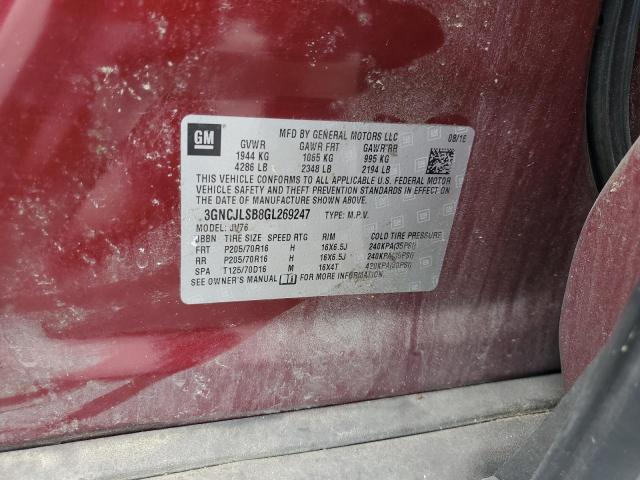 GM
MFD BY GENERAL MOTORS LLC
08/16
GVWR GAWR FRT GAWR RR
1944 KG 1065 KG 995 KG
4286 LB 2348 LB 2194 LB
THIS VEHICLE CONFORMS TO ALL APPLICABLE U.S. FEDERAL MOTOR
VEHICLE SAFETY AND THEFT PREVENTION STANDARDS IN EFFECT
ON THE DATE OF MANUFACTURE SHOWN ABOVE.
3GNCJLSB8GL269247 TYPE: M.P.V.
MODEL: JV76
JBBN TIRE SIZE SPEED RTG RIM COLD TIRE PRESSURE
FRT P205/70R16 H 16X6.5J 240KPA(35PSI)
RR P205/70R16 H 16X6.5J 240KPA(35PSI)
SPA T125/70D16 M 16X4T 420KPA(60PSI)
SEE OWNER'S MANUAL FOR MORE INFORMATION.